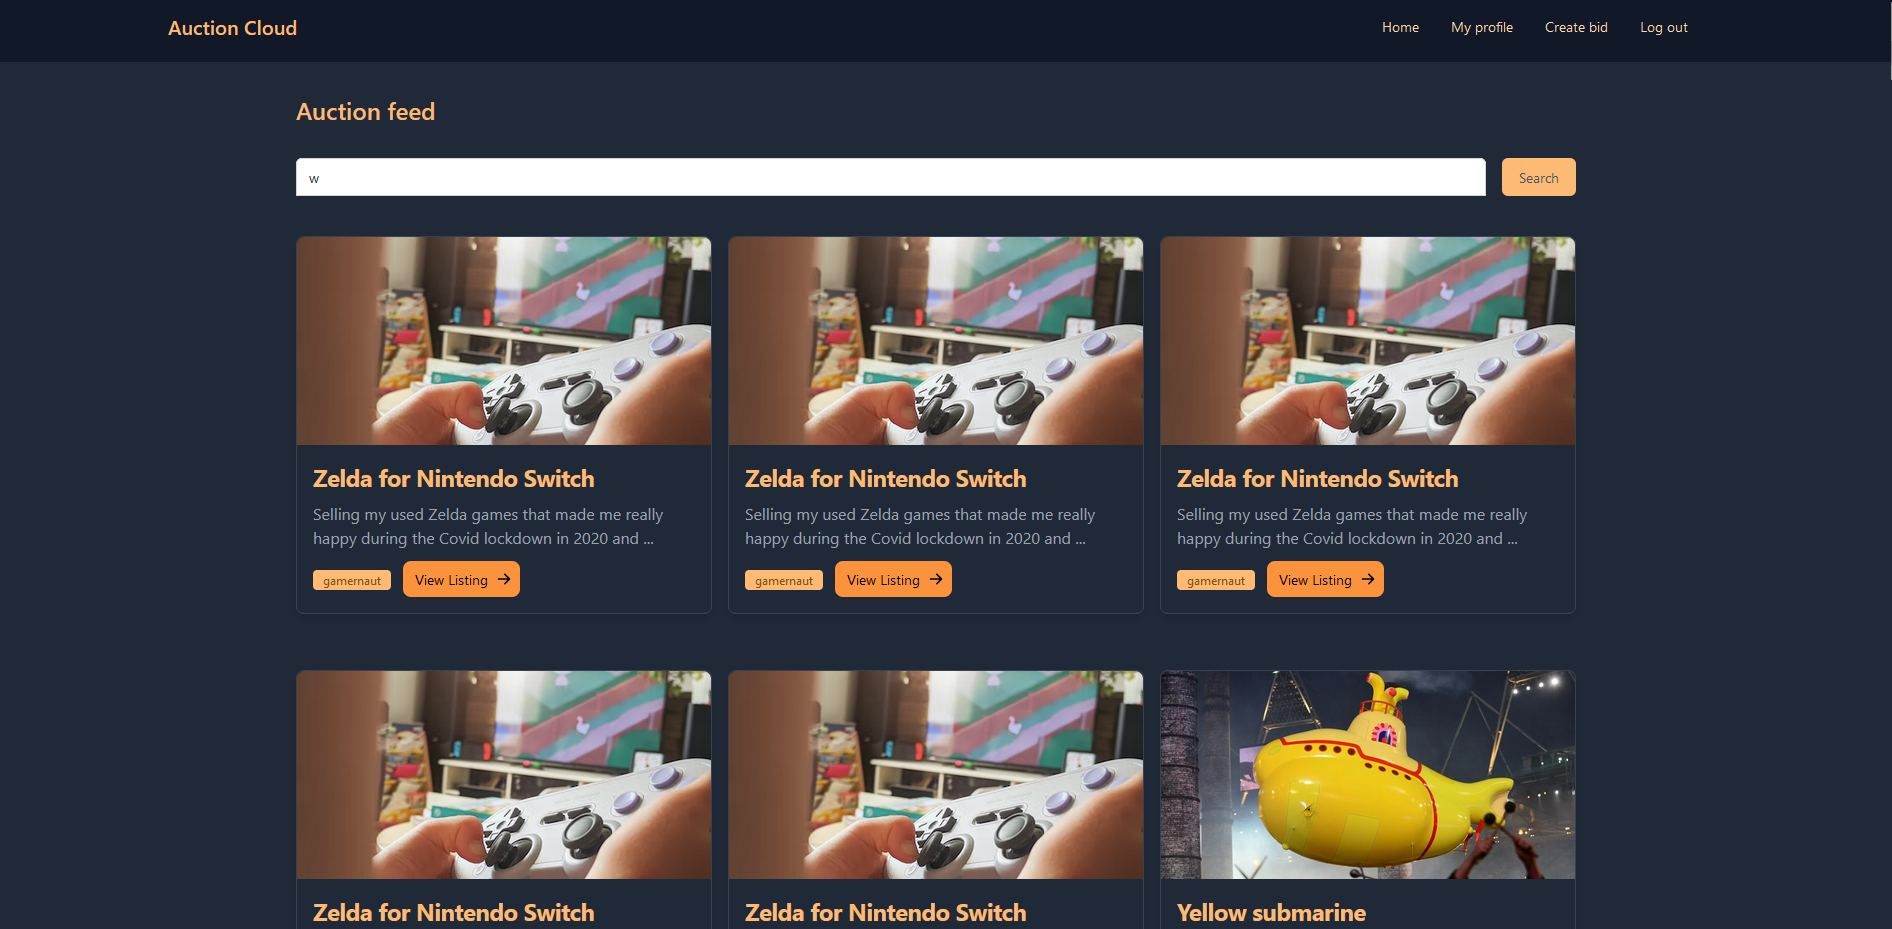 Auction Cloud
Home My profile Create bid Log out
Auction feed
w
Search
Zelda for Nintendo Switch
Selling my used Zelda games that made me really
happy during the Covid lockdown in 2020 and ...
gamernaut View Listing
Zelda for Nintendo Switch
Selling my used Zelda games that made me really
happy during the Covid lockdown in 2020 and ...
gamernaut View Listing
Zelda for Nintendo Switch
Selling my used Zelda games that made me really
happy during the Covid lockdown in 2020 and ...
gamernaut View Listing
Zelda for Nintendo Switch
Zelda for Nintendo Switch
Yellow submarine